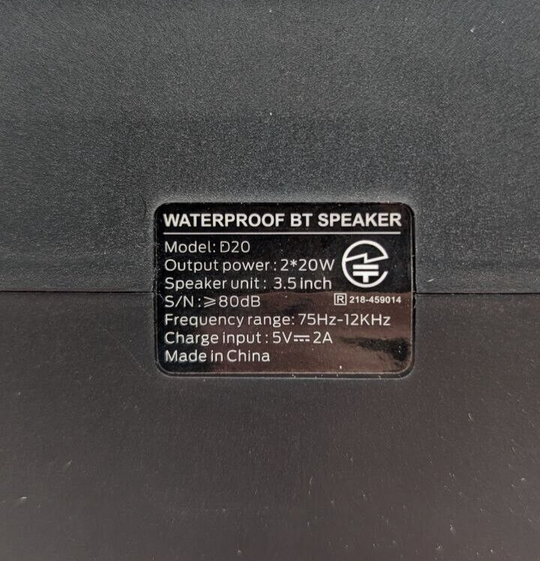 WATERPROOF BT SPEAKER
Model: D20
Output power : 2*20W
Speaker unit : 3.5 inch
S/N : ≥80dB
R 218-459014
Frequency range: 75Hz-12KHz
Charge input : 5V⎓2A
Made in China